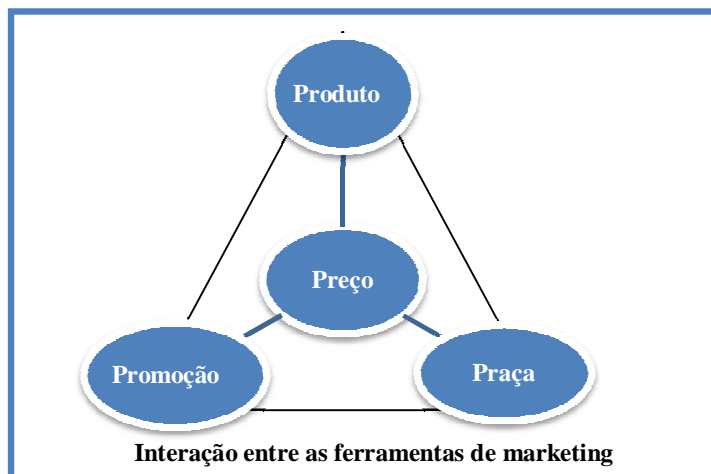 Produto
Preço
Promoção
Praça
Interação entre as ferramentas de marketing